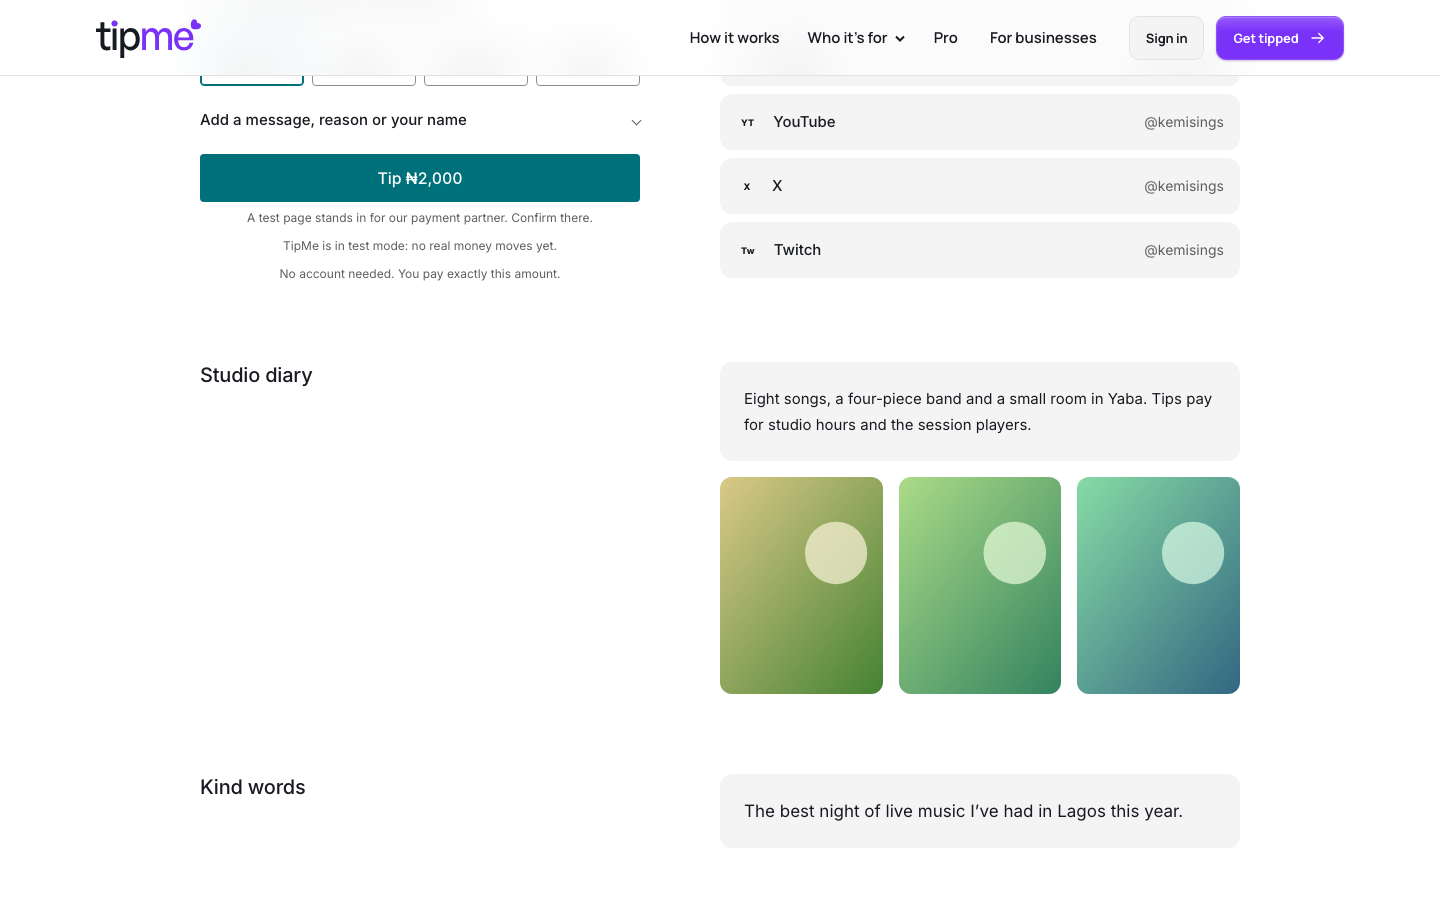 tipme
How it works
Who it's for
Pro
For businesses
Sign in
Get tipped
Add a message, reason or your name
Tip ₦2,000
A test page stands in for our payment partner. Confirm there.
TipMe is in test mode: no real money moves yet.
No account needed. You pay exactly this amount.
YT YouTube @kemisings
X X @kemisings
Tw Twitch @kemisings
Studio diary
Eight songs, a four-piece band and a small room in Yaba. Tips pay
for studio hours and the session players.
Kind words
The best night of live music I’ve had in Lagos this year.